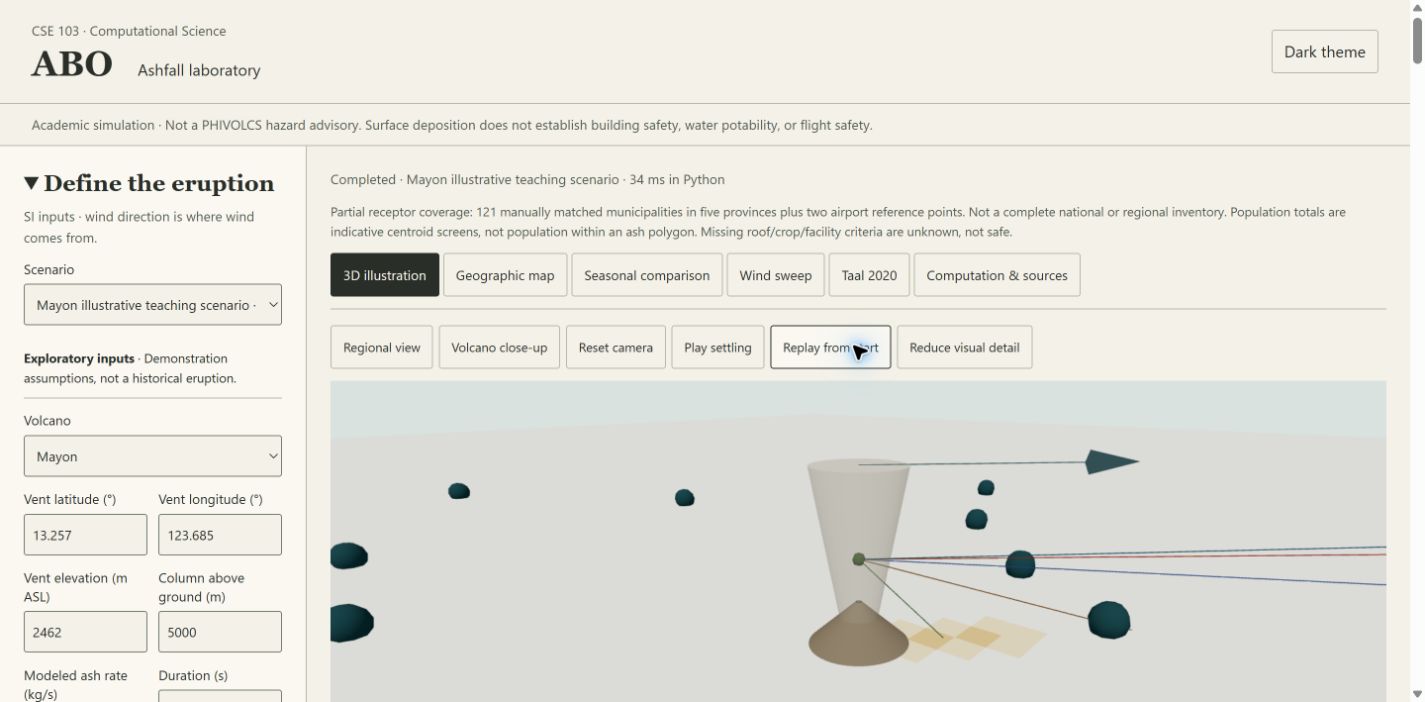 CSE 103 · Computational Science
ABO
Ashfall laboratory
Dark theme
Academic simulation · Not a PHIVOLCS hazard advisory. Surface deposition does not establish building safety, water potability, or flight safety.
▼ Define the eruption
SI inputs · wind direction is where wind
comes from.
Scenario
Mayon illustrative teaching scenario ·
Exploratory inputs · Demonstration
assumptions, not a historical eruption.
Volcano
Mayon
Vent latitude (°)
Vent longitude (°)
13.257
123.685
Vent elevation (m
ASL)
Column above
ground (m)
2462
5000
Modeled ash rate
(kg/s)
Duration (s)
Completed · Mayon illustrative teaching scenario · 34 ms in Python
Partial receptor coverage: 121 manually matched municipalities in five provinces plus two airport reference points. Not a complete national or regional inventory. Population totals are
indicative centroid screens, not population within an ash polygon. Missing roof/crop/facility criteria are unknown, not safe.
3D illustration
Geographic map
Seasonal comparison
Wind sweep
Taal 2020
Computation & sources
Regional view
Volcano close-up
Reset camera
Play settling
Replay from
Reduce visual detail